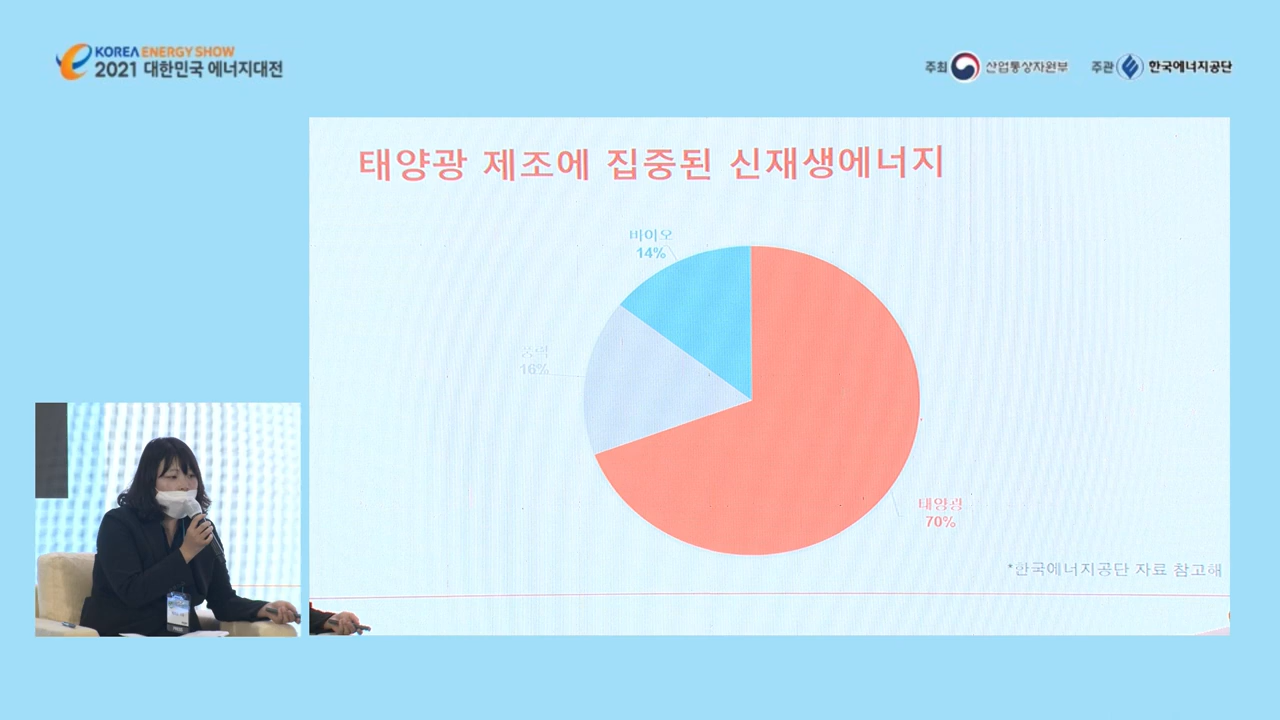 KOREA ENERGY SHOW
2021 대한민국 에너지대전
주최 산업통상자원부 주관 한국에너지공단
태양광 제조에 집중된 신재생에너지
비이오
14%
풍력
16%
태양광
70%
*한국에너지공단 자료 참고해